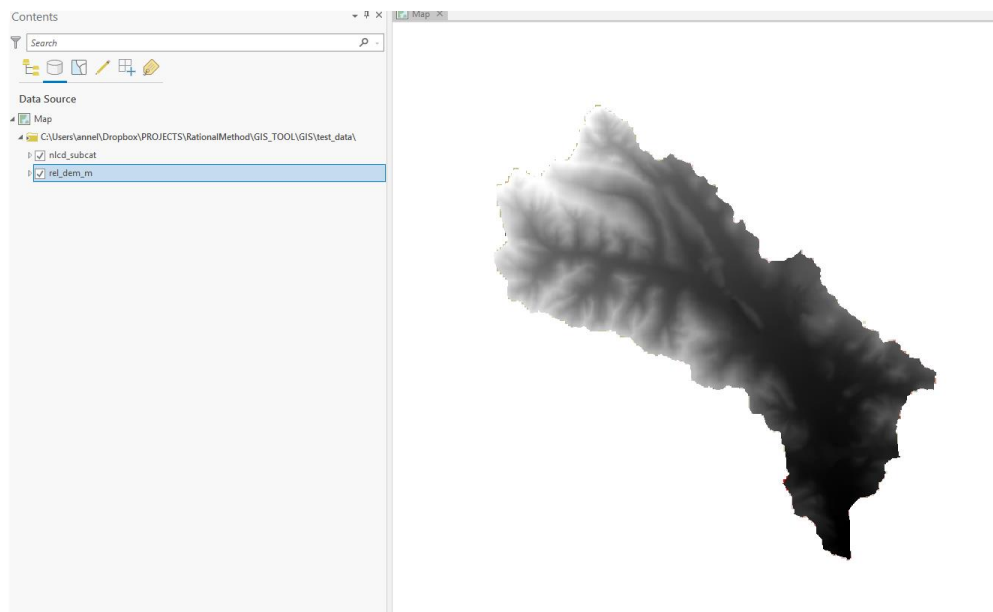 Contents
Map
Search
Data Source
Map
C:\Users\annel\Dropbox\PROJECTS\RationalMethod\GIS_TOOL\GIS\test_data\
nlcd_subcat
rel_dem_m